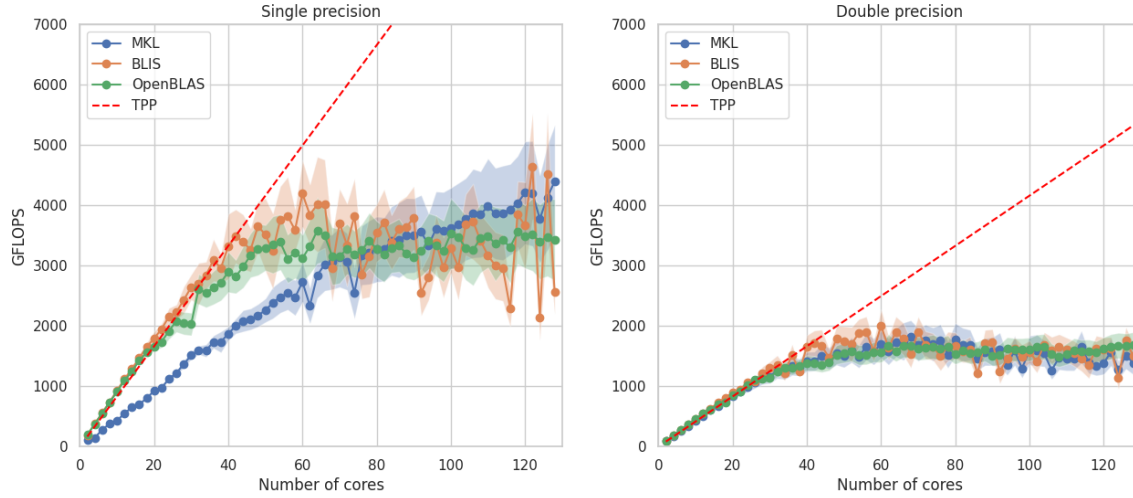 Single precision
7000
6000
5000
4000
3000
2000
1000
0
GFLOPS
MKL
BLIS
OpenBLAS
TPP
0 20 40 60 80 100 120
Number of cores
Double precision
7000
6000
5000
4000
3000
2000
1000
0
GFLOPS
MKL
BLIS
OpenBLAS
TPP
0 20 40 60 80 100 120
Number of cores